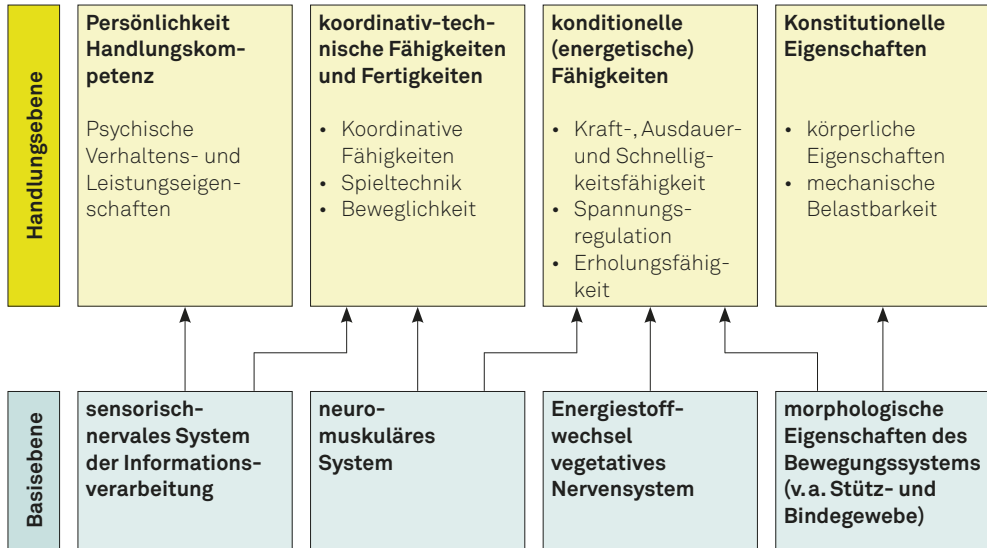 Handlungsebene
Persönlichkeit
Handlungskom-
petenz
Psychische
Verhaltens- und
Leistungseigen-
schaften
koordinativ-tech-
nische Fähigkeiten
und Fertigkeiten
• Koordinative
Fähigkeiten
• Spieltechnik
• Beweglichkeit
konditionelle
(energetische)
Fähigkeiten
• Kraft-, Ausdauer-
und Schnellig-
keitsfähigkeit
• Spannungs-
regulation
• Erholungsfähig-
keit
Konstitutionelle
Eigenschaften
• körperliche
Eigenschaften
• mechanische
Belastbarkeit
Basisebene
sensorisch-
nervales System
der Informations-
verarbeitung
neuro-
muskuläres
System
Energiestoff-
wechsel
vegetatives
Nervensystem
morphologische
Eigenschaften des
Bewegungssystems
(v.a. Stütz- und
Bindegewebe)